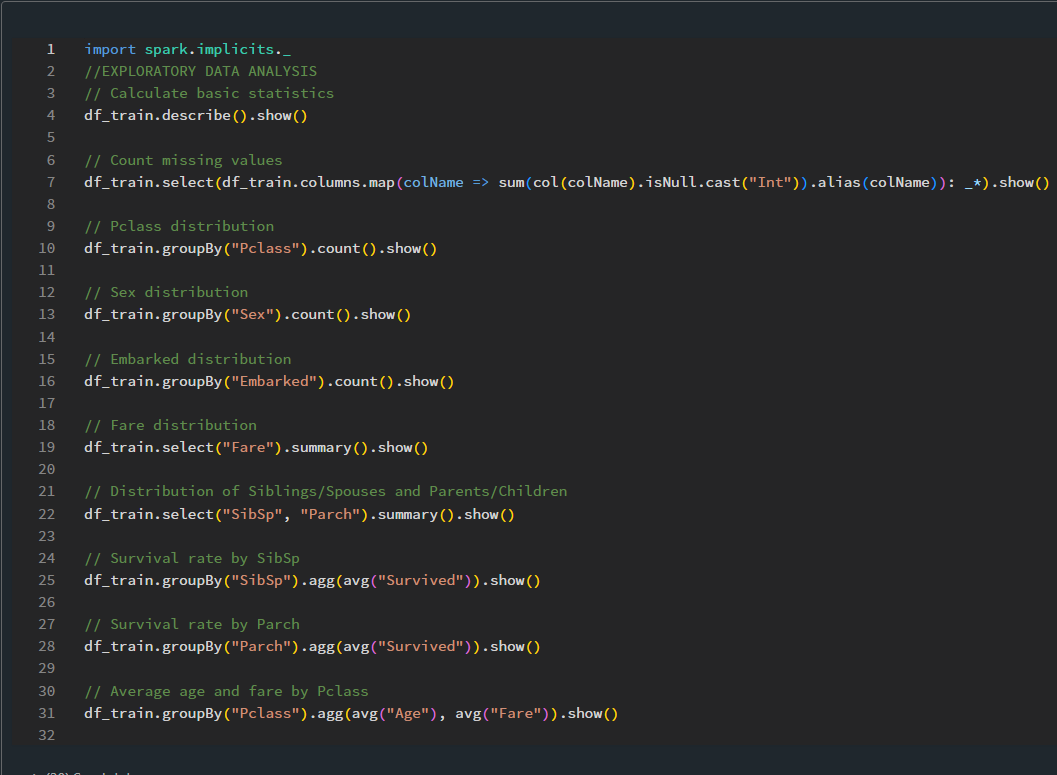 1 import spark.implicits._
2 //EXPLORATORY DATA ANALYSIS
3 // Calculate basic statistics
4 df_train.describe().show()
5
6 // Count missing values
7 df_train.select(df_train.columns.map(colName => sum(col(colName).isNull.cast("Int")).alias(colName)): _*).show()
8
9 // Pclass distribution
10 df_train.groupBy("Pclass").count().show()
11
12 // Sex distribution
13 df_train.groupBy("Sex").count().show()
14
15 // Embarked distribution
16 df_train.groupBy("Embarked").count().show()
17
18 // Fare distribution
19 df_train.select("Fare").summary().show()
20
21 // Distribution of Siblings/Spouses and Parents/Children
22 df_train.select("SibSp", "Parch").summary().show()
23
24 // Survival rate by SibSp
25 df_train.groupBy("SibSp").agg(avg("Survived")).show()
26
27 // Survival rate by Parch
28 df_train.groupBy("Parch").agg(avg("Survived")).show()
29
30 // Average age and fare by Pclass
31 df_train.groupBy("Pclass").agg(avg("Age"), avg("Fare")).show()
32